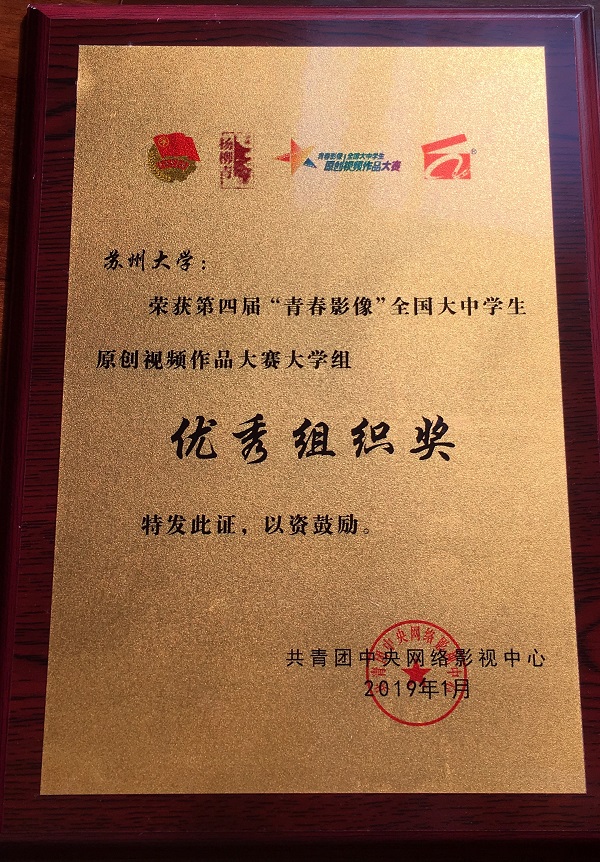 杨柳青
青春影像 全国大中学生
原创视频作品大赛
苏州大学：
荣获第四届“青春影像”全国大中学生
原创视频作品大赛大学组
优秀组织奖
特发此证，以资鼓励。
共青团中央网络影视中心
2019年1月